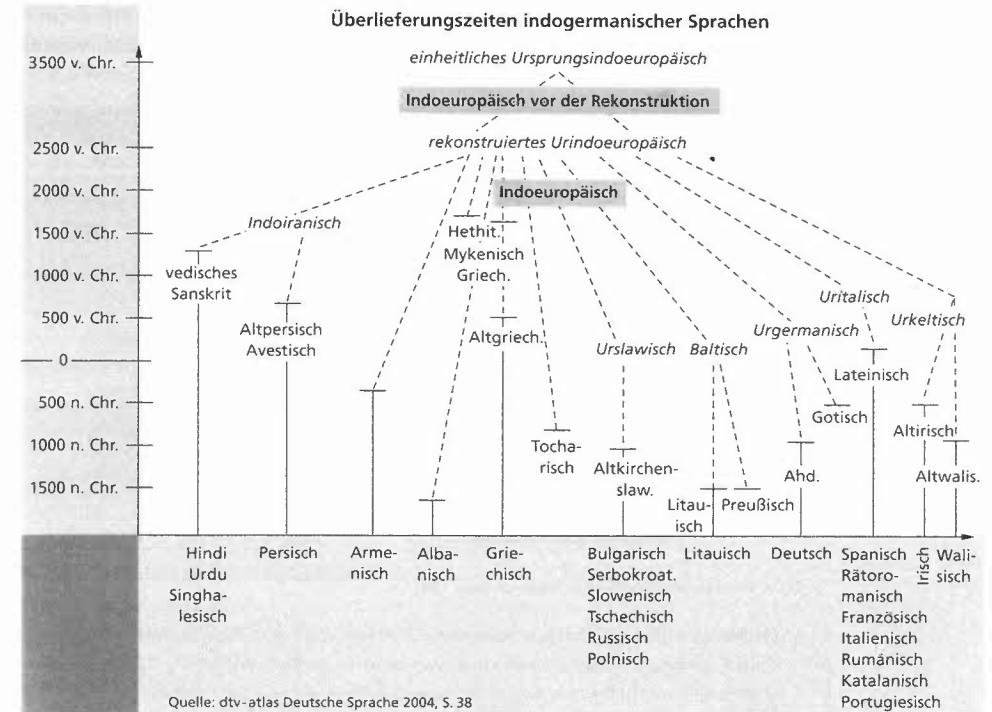 Überlieferungszeiten indogermanischer Sprachen
3500 v. Chr.
einheitliches Ursprungsindoeuropäisch
Indoeuropäisch vor der Rekonstruktion
2500 v. Chr.
rekonstruiertes Urindoeuropäisch
2000 v. Chr.
Indoeuropäisch
1500 v. Chr.
Indoiranisch
Hethit.
Mykenisch
Griech.
1000 v. Chr.
vedisches
Sanskrit
500 v. Chr.
Altpersisch
Avestisch
Altgriech.
Urslawisch
Baltisch
Urgermanisch
Uritalisch
Urkeltisch
0
Lateinisch
500 n. Chr.
Gotisch
Altirisch
1000 n. Chr.
Tocha-
risch
Altkirchen-
slaw.
Ahd.
Altwalis.
1500 n. Chr.
Litau-
isch
Preußisch
Hindi
Urdu
Singha-
lesisch
Persisch
Arme-
nisch
Alba-
nisch
Grie-
chisch
Bulgarisch
Serbokroat.
Slowenisch
Tschechisch
Russisch
Polnisch
Litauisch
Deutsch
Spanisch
Rätoro-
manisch
Französisch
Italienisch
Rumänisch
Katalanisch
Portugiesisch
Irisch
Wali-
sisch
Quelle: dtv-atlas Deutsche Sprache 2004, S. 38